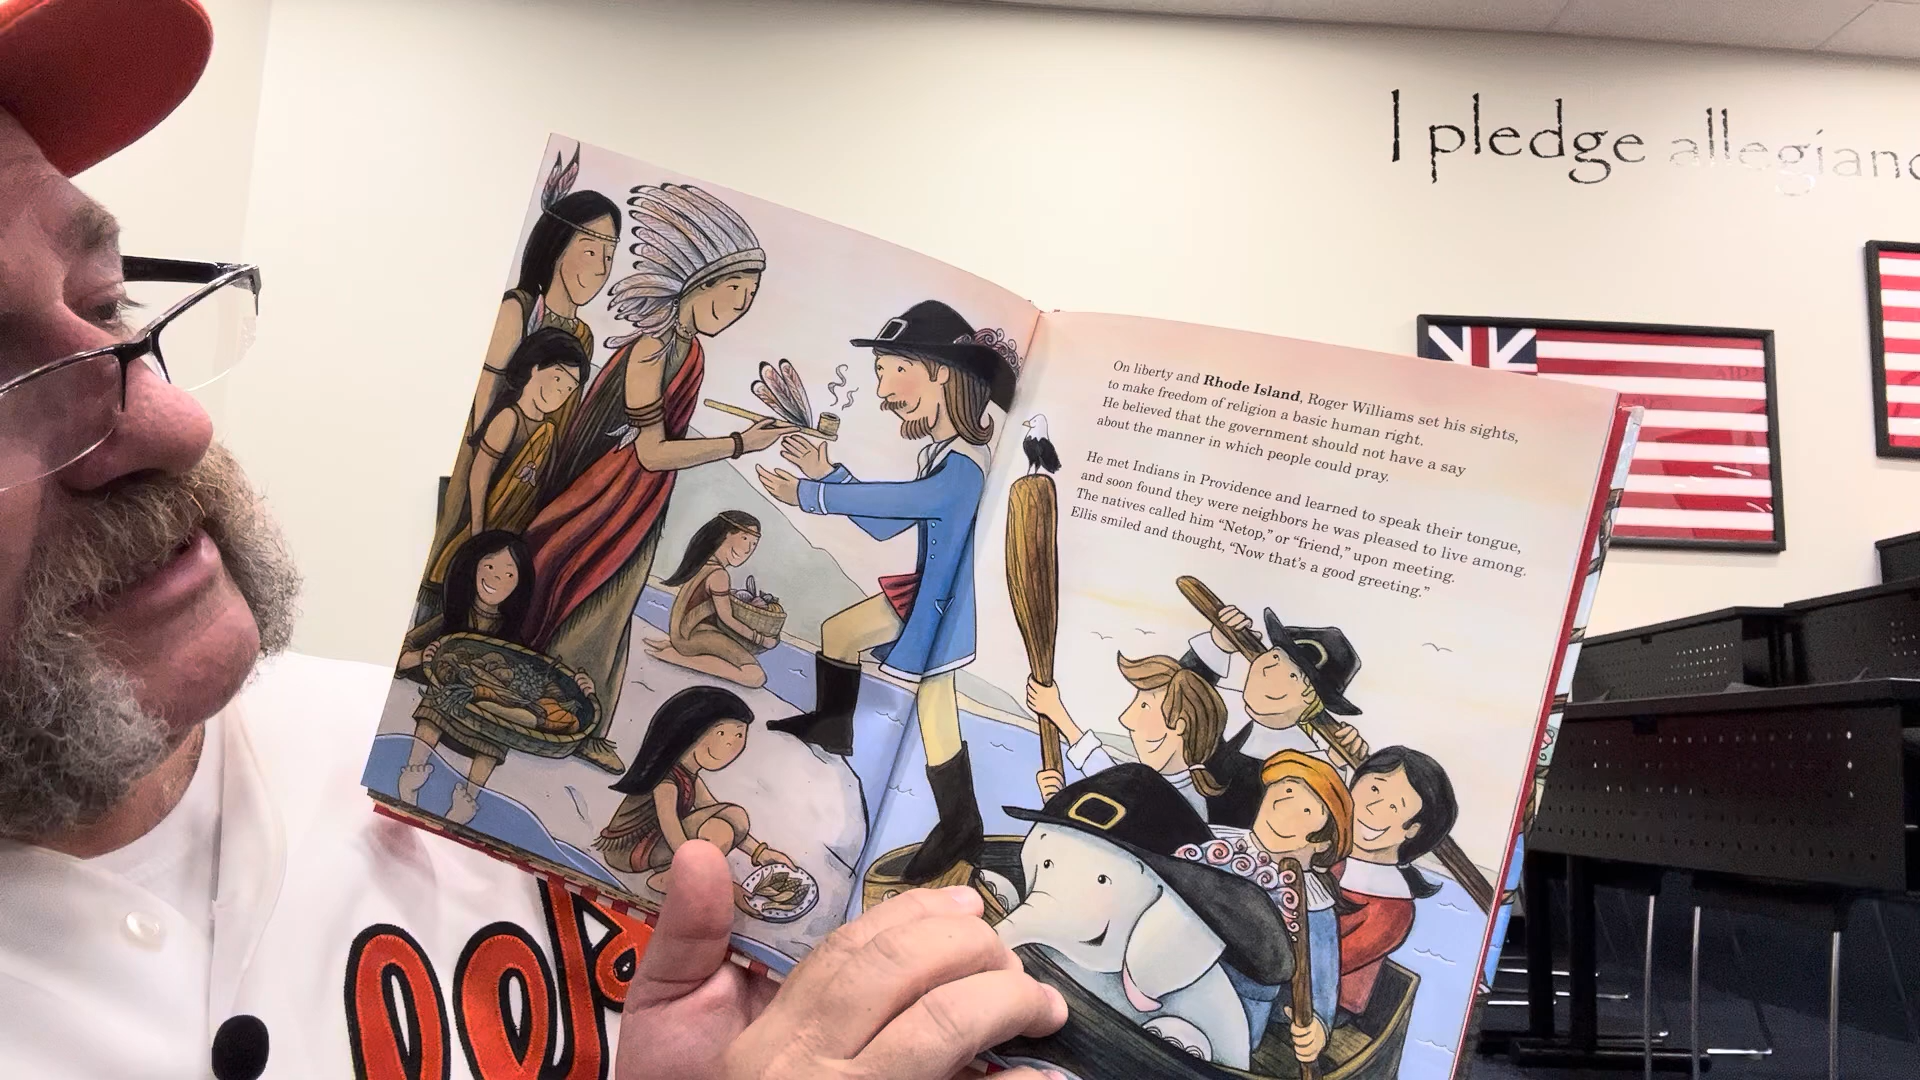 I pledge allegianc
On liberty and Rhode Island, Roger Williams set his sights,
to make freedom of religion a basic human right.
He believed that the government should not have a say
about the manner in which people could pray.
He met Indians in Providence and learned to speak their tongue,
and soon found they were neighbors he was pleased to live among.
The natives called him “Netop,” or “friend,” upon meeting.
Ellis smiled and thought, “Now that’s a good greeting.”